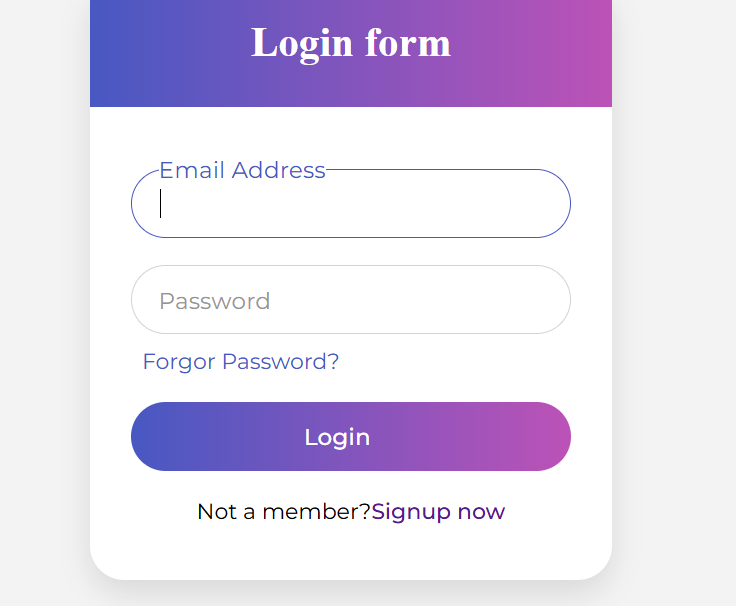 Login form
Email Address
Password
Forgor Password?
Login
Not a member?Signup now